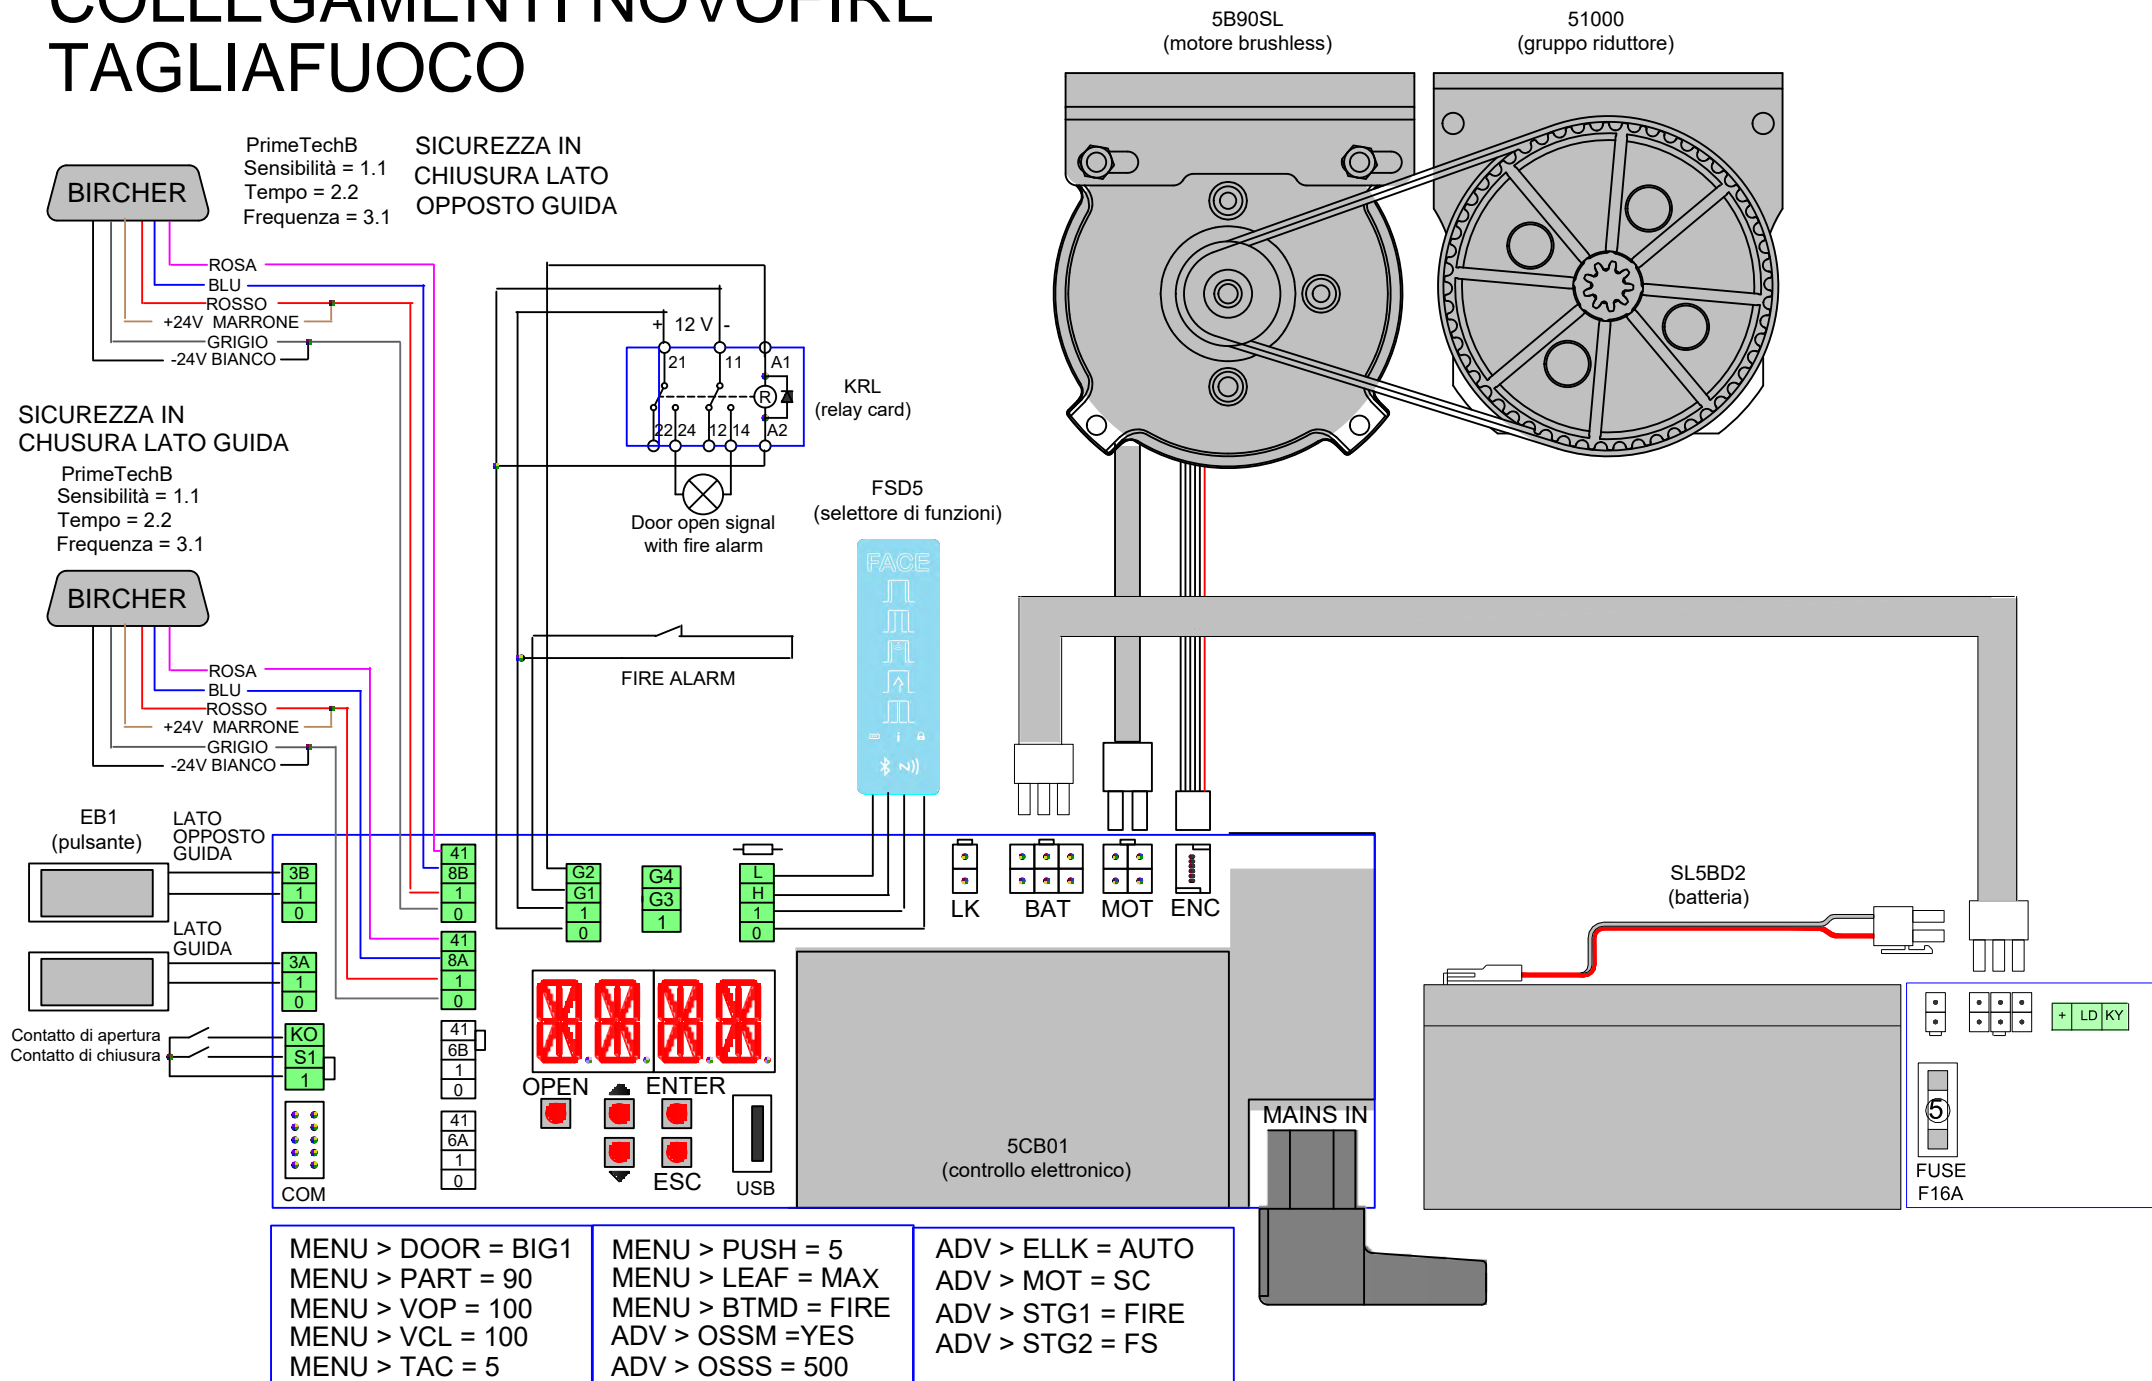 COLLEGAMENTI NOVOFIRE
TAGLIAFUOCO
5B90SL
(motore brushless)
51000
(gruppo riduttore)
PrimeTechB
Sensibilità = 1.1
Tempo = 2.2
Frequenza = 3.1
SICUREZZA IN
CHIUSURA LATO
OPPOSTO GUIDA
BIRCHER
ROSA
BLU
ROSSO
+24V MARRONE
GRIGIO
-24V BIANCO
+ 12 V -
21 11 A1
R
22 24 12 14 A2
KRL
(relay card)
Door open signal
with fire alarm
SICUREZZA IN
CHUSURA LATO GUIDA
PrimeTechB
Sensibilità = 1.1
Tempo = 2.2
Frequenza = 3.1
BIRCHER
ROSA
BLU
ROSSO
+24V MARRONE
GRIGIO
-24V BIANCO
FSD5
(selettore di funzioni)
FACE
FIRE ALARM
EB1
(pulsante)
LATO
OPPOSTO
GUIDA
3B
1
0
LATO
GUIDA
3A
1
0
Contatto di apertura
Contatto di chiusura
KO
S1
1
COM
41
8B
1
0
41
8A
1
0
41
6B
1
0
41
6A
1
0
G2
G1
1
0
G4
G3
1
L
H
1
0
LK BAT MOT ENC
OPEN ENTER
ESC
USB
5CB01
(controllo elettronico)
MAINS IN
SL5BD2
(batteria)
+ LD KY
5
FUSE
F16A
MENU > DOOR = BIG1
MENU > PART = 90
MENU > VOP = 100
MENU > VCL = 100
MENU > TAC = 5
MENU > PUSH = 5
MENU > LEAF = MAX
MENU > BTMD = FIRE
ADV > OSSM =YES
ADV > OSSS = 500
ADV > ELLK = AUTO
ADV > MOT = SC
ADV > STG1 = FIRE
ADV > STG2 = FS